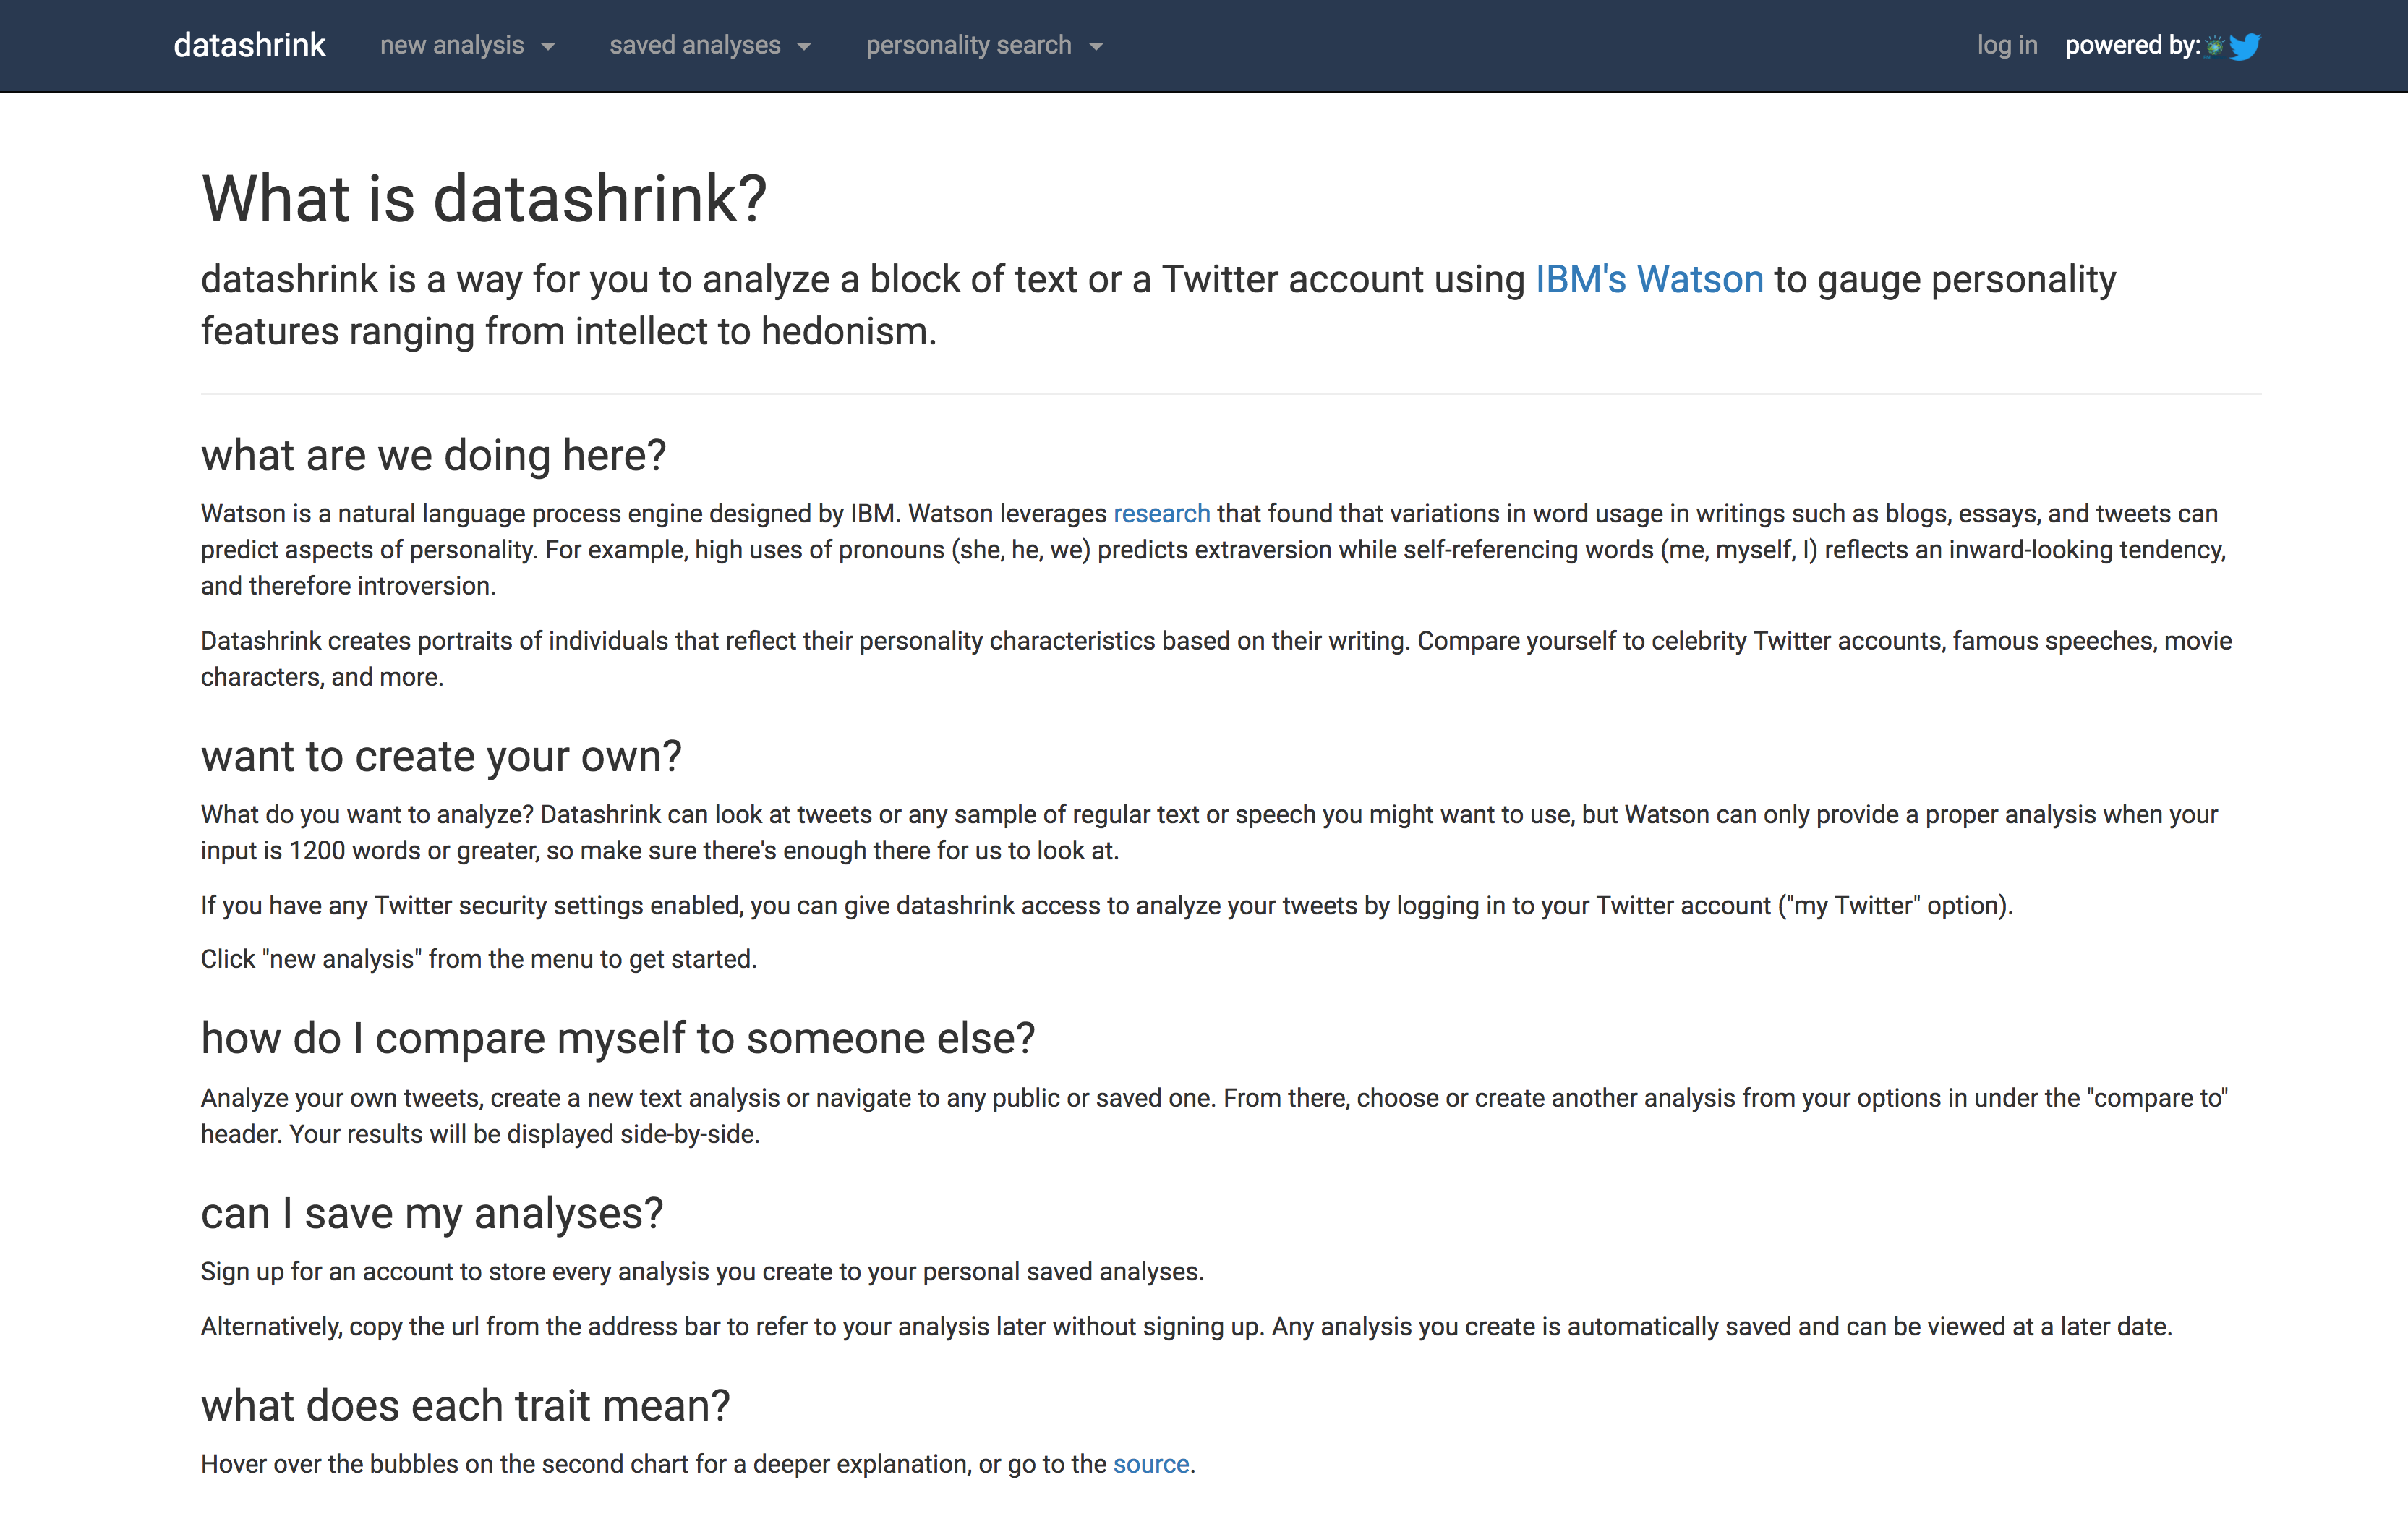 datashrink new analysis saved analyses personality search log in powered by:
What is datashrink?
datashrink is a way for you to analyze a block of text or a Twitter account using IBM's Watson to gauge personality
features ranging from intellect to hedonism.
what are we doing here?
Watson is a natural language process engine designed by IBM. Watson leverages research that found that variations in word usage in writings such as blogs, essays, and tweets can
predict aspects of personality. For example, high uses of pronouns (she, he, we) predicts extraversion while self-referencing words (me, myself, I) reflects an inward-looking tendency,
and therefore introversion.
Datashrink creates portraits of individuals that reflect their personality characteristics based on their writing. Compare yourself to celebrity Twitter accounts, famous speeches, movie
characters, and more.
want to create your own?
What do you want to analyze? Datashrink can look at tweets or any sample of regular text or speech you might want to use, but Watson can only provide a proper analysis when your
input is 1200 words or greater, so make sure there's enough there for us to look at.
If you have any Twitter security settings enabled, you can give datashrink access to analyze your tweets by logging in to your Twitter account ("my Twitter" option).
Click "new analysis" from the menu to get started.
how do I compare myself to someone else?
Analyze your own tweets, create a new text analysis or navigate to any public or saved one. From there, choose or create another analysis from your options in under the "compare to"
header. Your results will be displayed side-by-side.
can I save my analyses?
Sign up for an account to store every analysis you create to your personal saved analyses.
Alternatively, copy the url from the address bar to refer to your analysis later without signing up. Any analysis you create is automatically saved and can be viewed at a later date.
what does each trait mean?
Hover over the bubbles on the second chart for a deeper explanation, or go to the source.